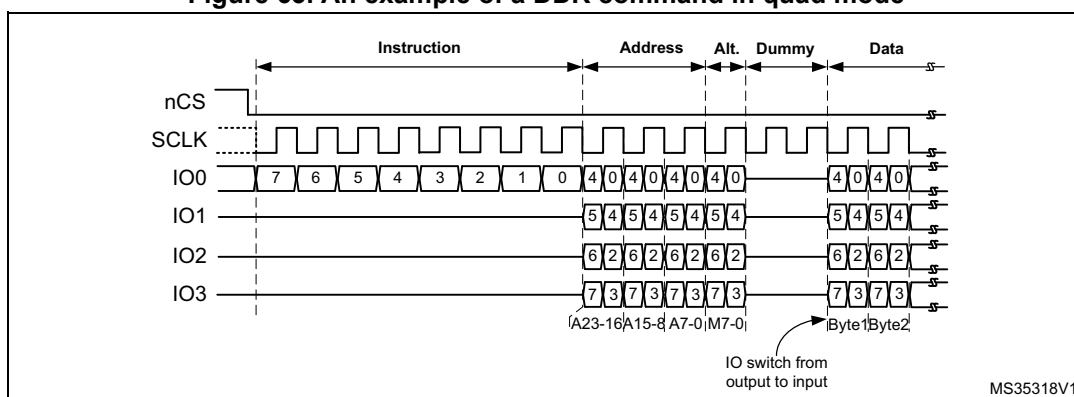 Figure An example of a DDR command in quad mode
Instruction Address Alt. Dummy Data
nCS
SCLK
IO0 7 6 5 4 3 2 1 0 4 0 4 0 4 0 4 0 4 0 4 0
IO1 5 4 5 4 5 4 5 4 5 4 5 4
IO2 6 2 6 2 6 2 6 2 6 2 6 2
IO3 7 3 7 3 7 3 7 3 7 3 7 3
A23-16 A15-8 A7-0 M7-0 Byte1 Byte2
IO switch from
output to input
MS35318V1